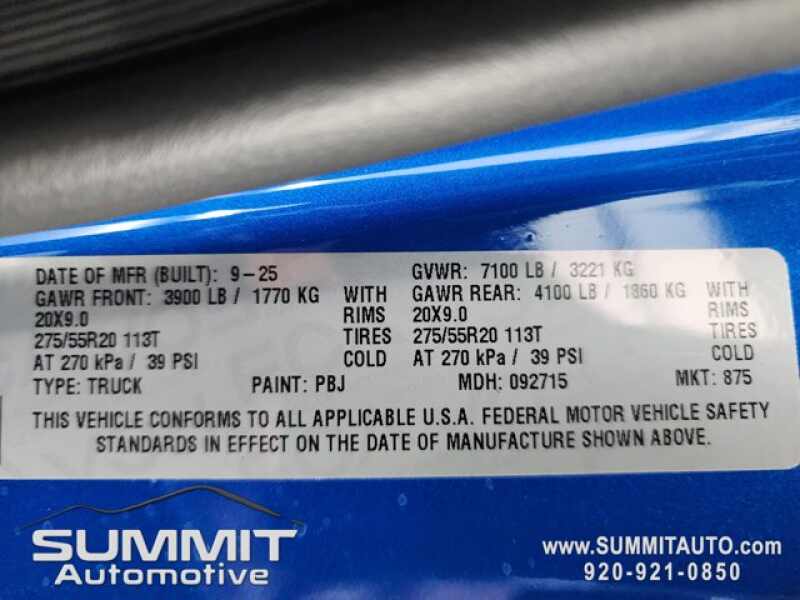 DATE OF MFR (BUILT): 9-25 GVWR: 7100 LB / 3221 KG
GAWR FRONT: 3900 LB / 1770 KG WITH GAWR REAR: 4100 LB / 1860 KG WITH
20X9.0 RIMS 20X9.0 RIMS
275/55R20 113T TIRES 275/55R20 113T TIRES
AT 270 kPa / 39 PSI COLD AT 270 kPa / 39 PSI COLD
TYPE: TRUCK PAINT: PBJ MDH: 092715 MKT: 875
THIS VEHICLE CONFORMS TO ALL APPLICABLE U.S.A. FEDERAL MOTOR VEHICLE SAFETY
STANDARDS IN EFFECT ON THE DATE OF MANUFACTURE SHOWN ABOVE.
SUMMIT
Automotive
www.SUMMITAUTO.com
920-921-0850